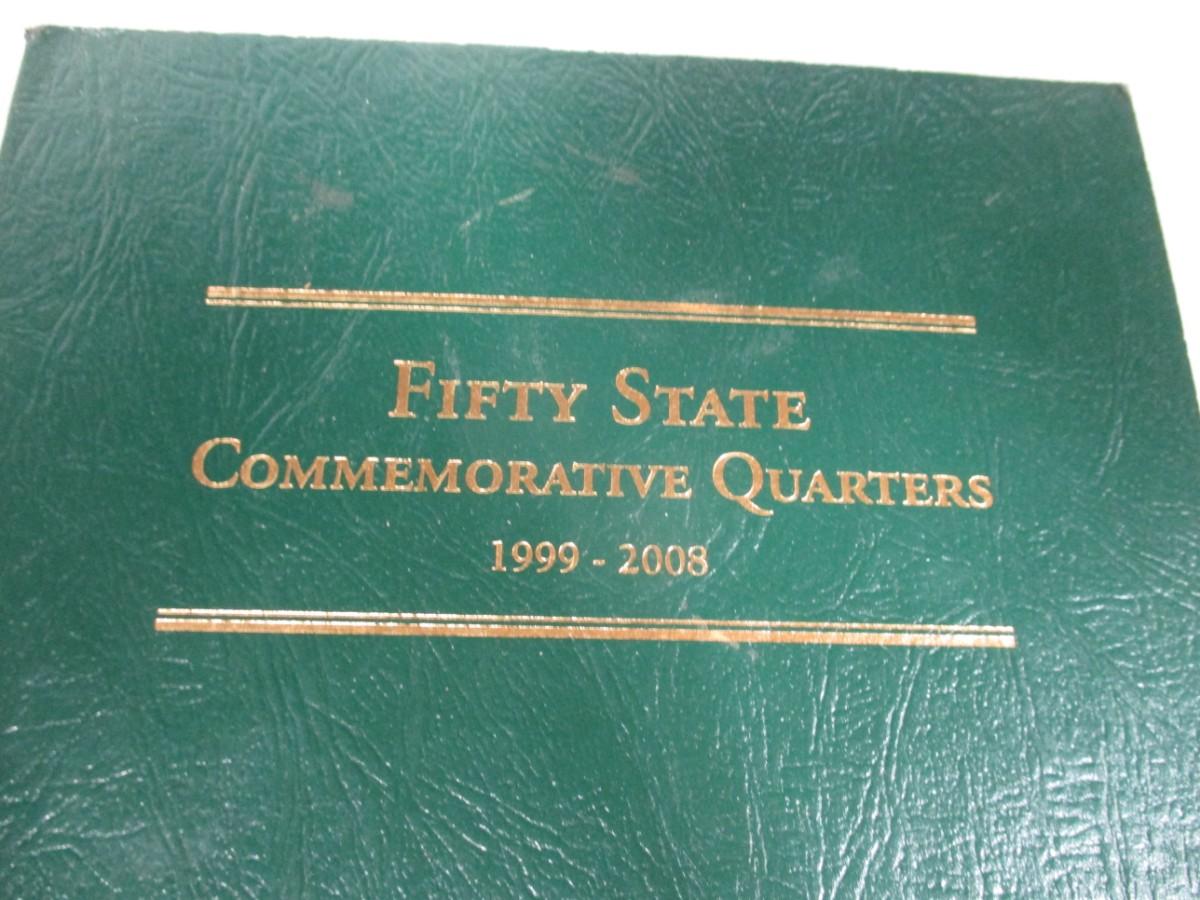 FIFTY STATE
COMMEMORATIVE QUARTERS
1999 - 2008